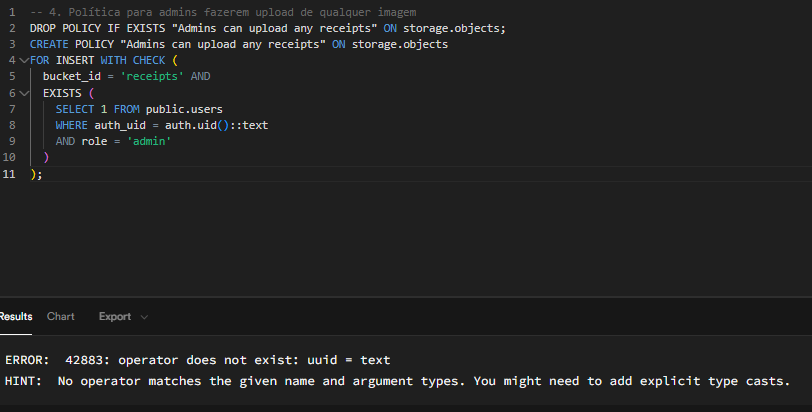 1 -- 4. Política para admins fazerem upload de qualquer imagem
2 DROP POLICY IF EXISTS "Admins can upload any receipts" ON storage.objects;
3 CREATE POLICY "Admins can upload any receipts" ON storage.objects
4 FOR INSERT WITH CHECK (
5 bucket_id = 'receipts' AND
6 EXISTS (
7 SELECT 1 FROM public.users
8 WHERE auth_uid = auth.uid()::text
9 AND role = 'admin'
10 )
11 );
Results Chart Export
ERROR: 42883: operator does not exist: uuid = text
HINT: No operator matches the given name and argument types. You might need to add explicit type casts.